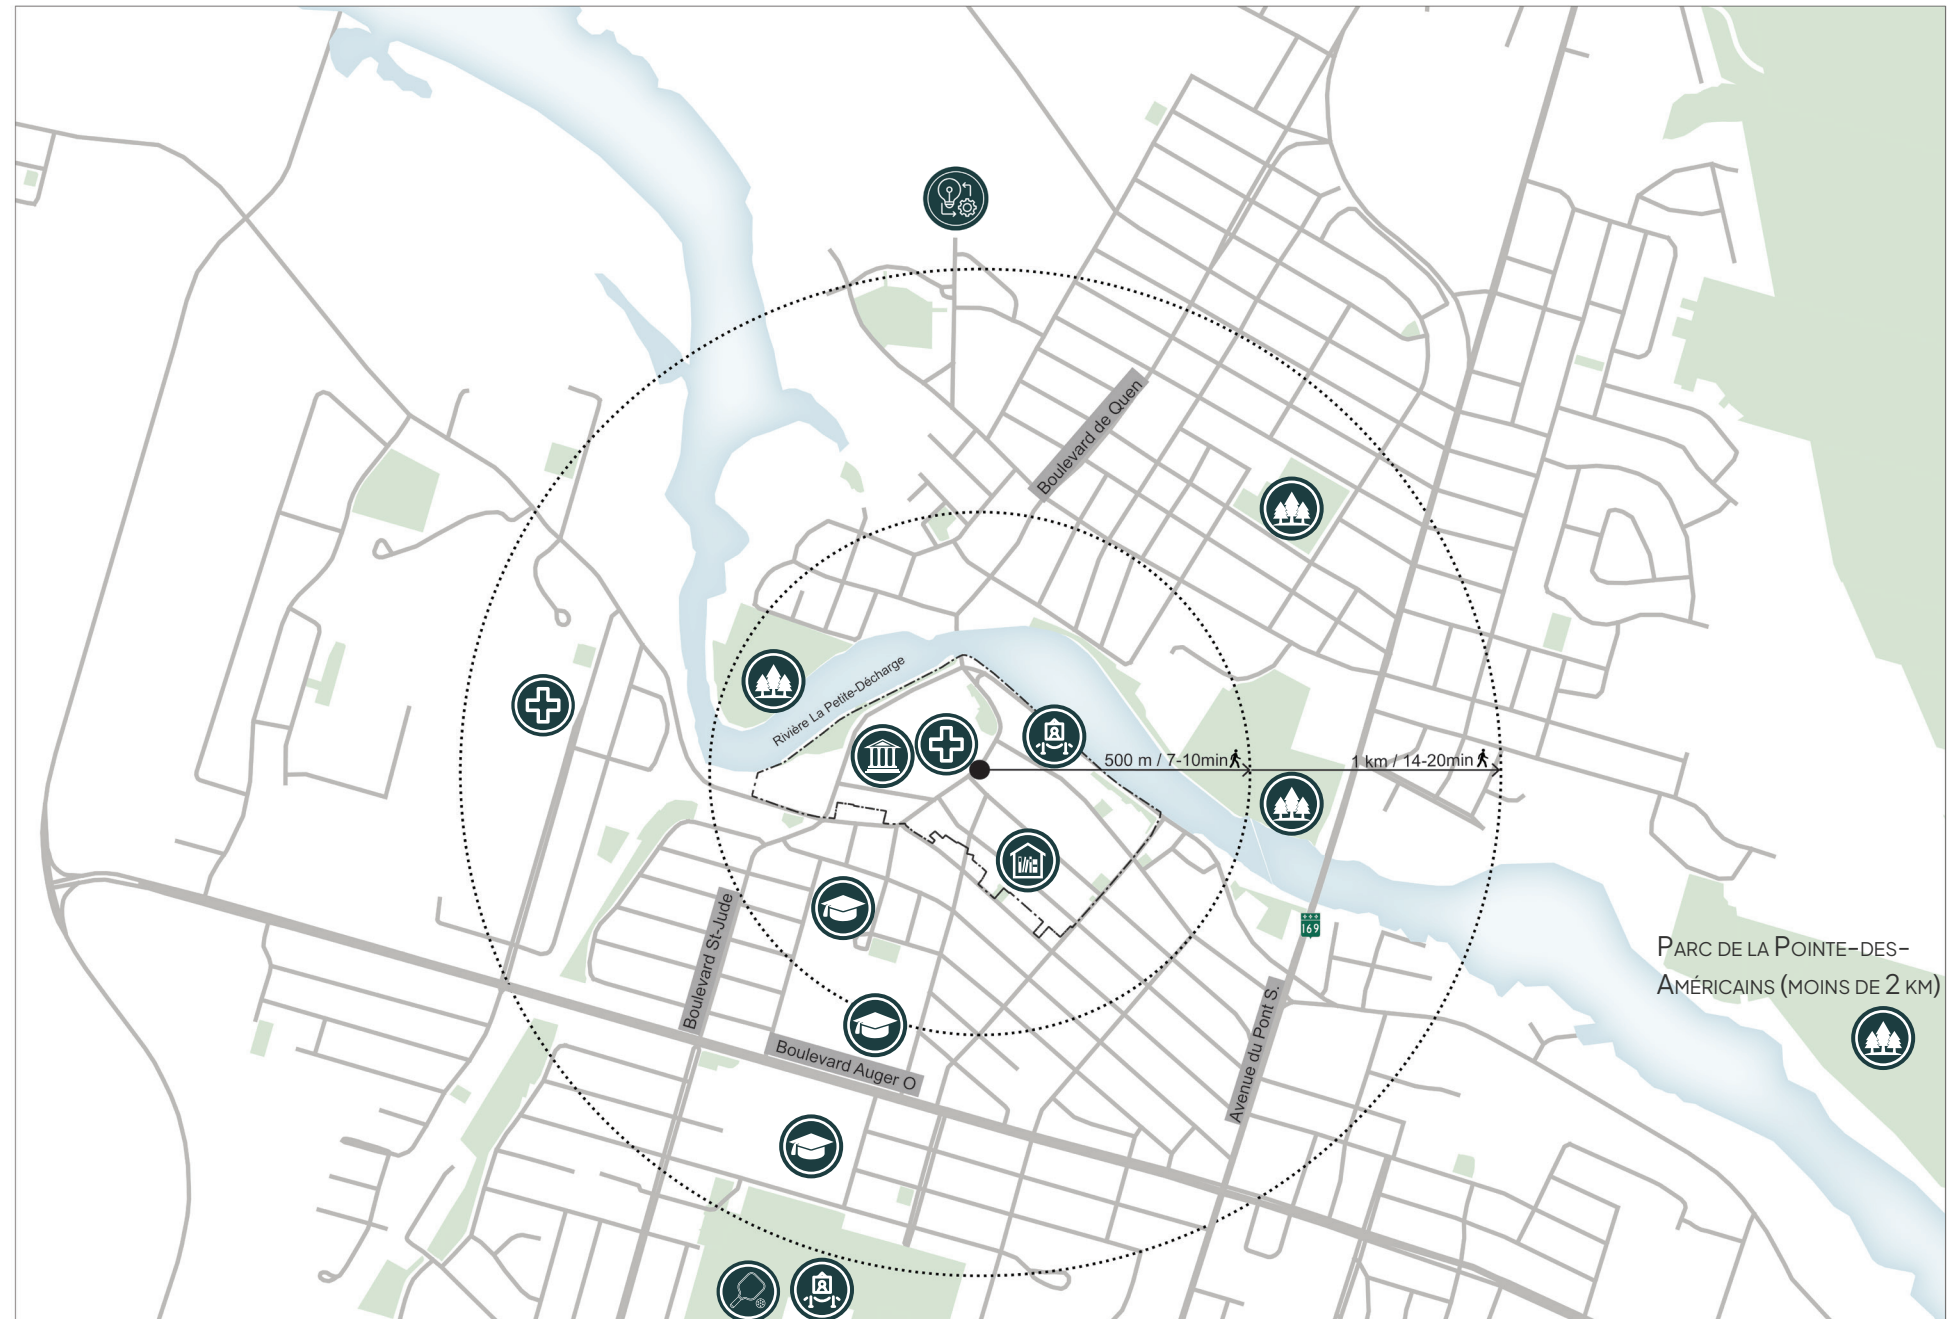 Boulevard de Quen
Rivière La Petite-Décharge
500 m / 7-10min
1 km / 14-20min
Boulevard St-Jude
169
Parc de la Pointe-des-
Américains (moins de 2 km)
Avenue du Pont S.
Boulevard Auger O